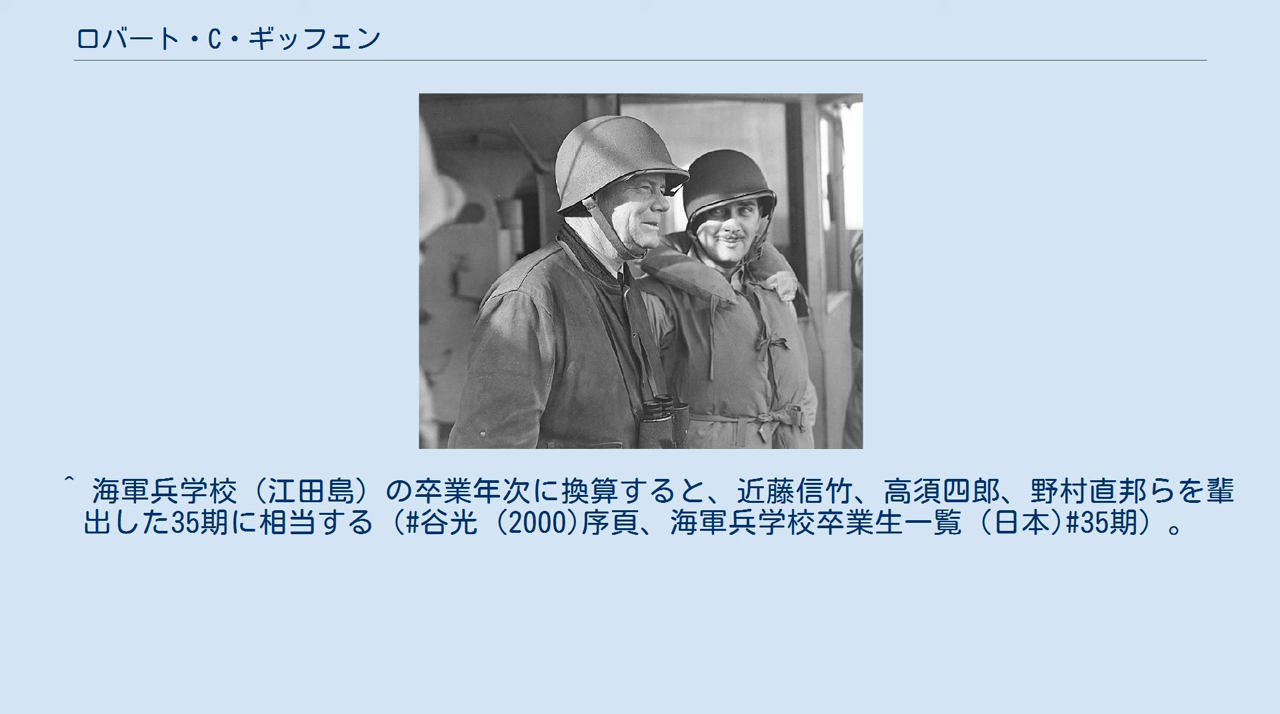 ロバート・C・ギッフェン
^ 海軍兵学校（江田島）の卒業年次に換算すると、近藤信竹、高須四郎、野村直邦らを輩
出した35期に相当する（#谷光（2000)序頁、海軍兵学校卒業生一覧（日本)#35期）。